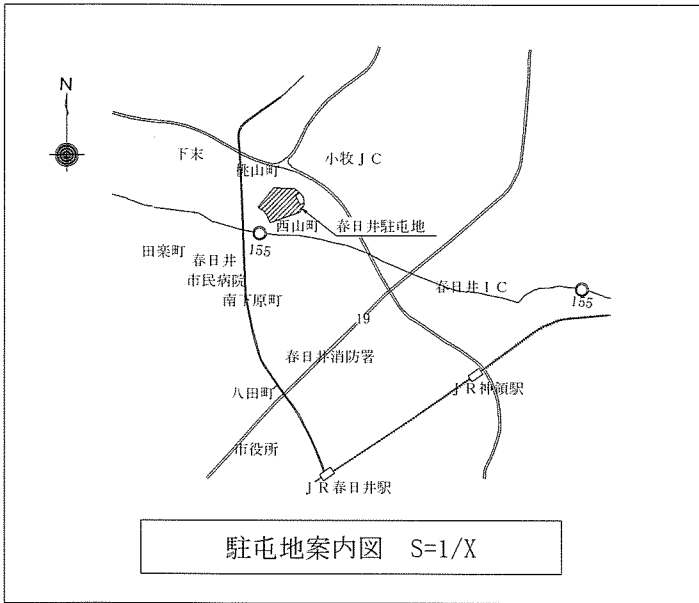 N
下末
小牧ＪＣ
桃山町
西山町
春日井駐屯地
155
田楽町
春日井
市民病院
南下原町
春日井ＩＣ
155
19
春日井消防署
八田町
ＪＲ神領駅
市役所
ＪＲ春日井駅
駐屯地案内図 S=1/X